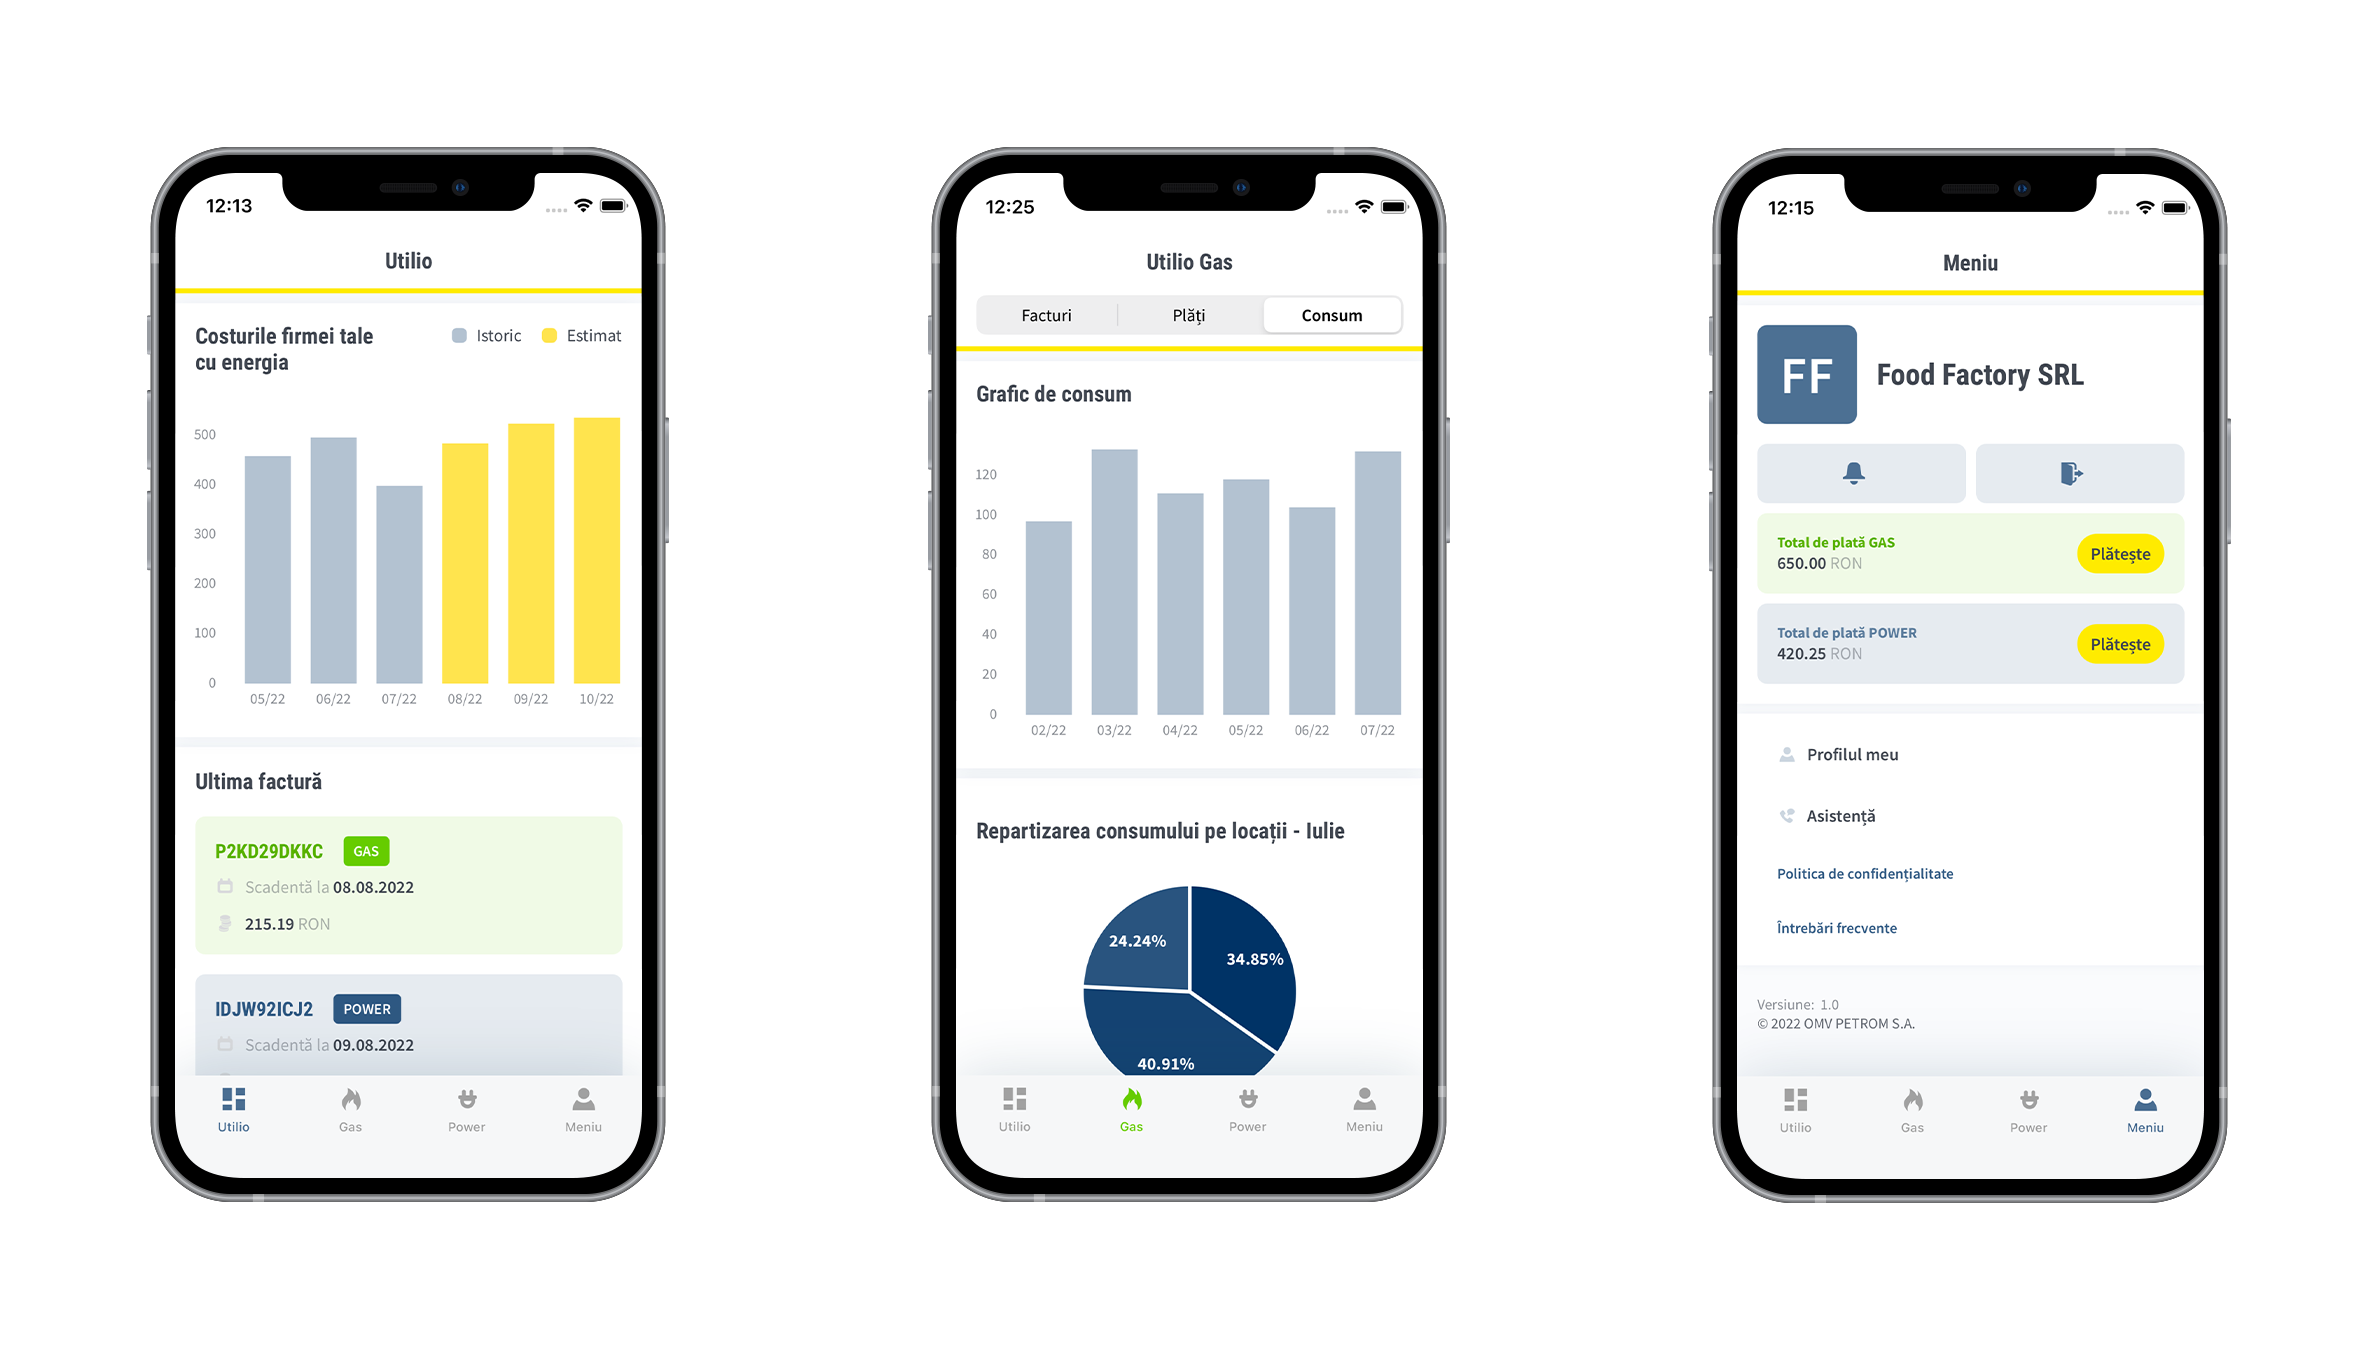 12:13
Utilio
Costurile firmei tale
cu energia
Istoric
Estimat
500
400
300
200
100
0
05/22
06/22
07/22
08/22
09/22
10/22
Ultima factură
P2KD29DKKC
GAS
Scadentă la 08.08.2022
215.19 RON
IDJW92ICJ2
POWER
Scadentă la 09.08.2022
Utilio
Gas
Power
Meniu
12:25
Utilio Gas
Facturi
Plăți
Consum
Grafic de consum
120
100
80
60
40
20
0
02/22
03/22
04/22
05/22
06/22
07/22
Repartizarea consumului pe locații - Iulie
24.24%
34.85%
40.91%
Utilio
Gas
Power
Meniu
12:15
Meniu
FF
Food Factory SRL
Total de plată GAS
650.00 RON
Plătește
Total de plată POWER
420.25 RON
Plătește
Profilul meu
Asistență
Politica de confidențialitate
Întrebări frecvente
Versiune: 1.0
© 2022 OMV PETROM S.A.
Utilio
Gas
Power
Meniu